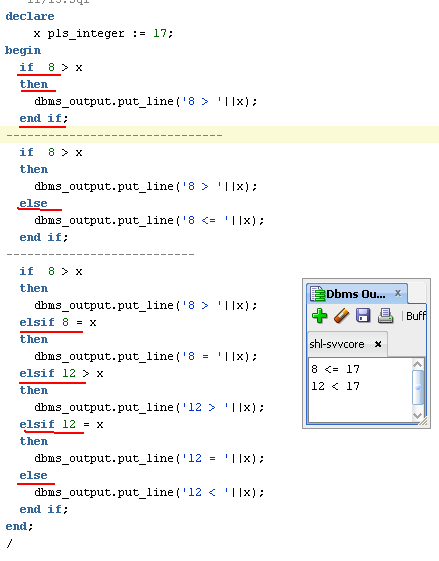 declare
x pls_integer := 17;
begin
if 8 > x
then
dbms_output.put_line('8 > '||x);
end if;
-------------------------------
if 8 > x
then
dbms_output.put_line('8 > '||x);
else
dbms_output.put_line('8 <= '||x);
end if;
---------------------------
if 8 > x
then
dbms_output.put_line('8 > '||x);
elsif 8 = x
then
dbms_output.put_line('8 = '||x);
elsif 12 > x
then
dbms_output.put_line('12 > '||x);
elsif 12 = x
then
dbms_output.put_line('12 = '||x);
else
dbms_output.put_line('12 < '||x);
end if;
end;
/
Dbms Ou... x
Buff
shl-svvcore
8 <= 17
12 < 17